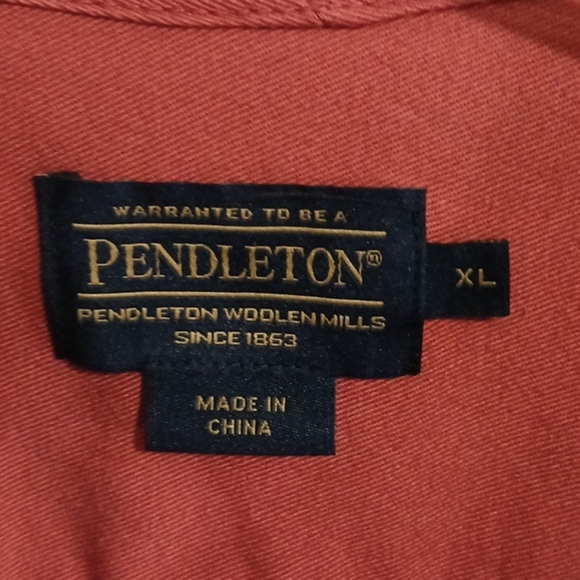 WARRANTED TO BE A
PENDLETON®
XL
PENDLETON WOOLEN MILLS
SINCE 1863
MADE IN
CHINA